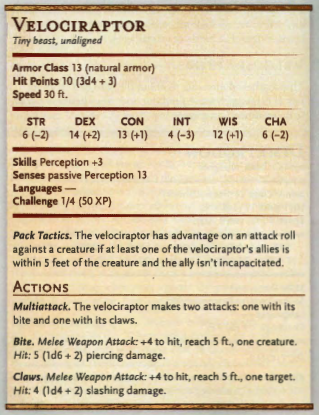 VELOCIRAPTOR
Tiny beast, unaligned
Armor Class 13 (natural armor)
Hit Points 10 (3d4 + 3)
Speed 30 ft.
STR DEX CON INT WIS CHA
6 (–2) 14 (+2) 13 (+1) 4 (–3) 12 (+1) 6 (–2)
Skills Perception +3
Senses passive Perception 13
Languages —
Challenge 1/4 (50 XP)
Pack Tactics. The velociraptor has advantage on an attack roll
against a creature if at least one of the velociraptor's allies is
within 5 feet of the creature and the ally isn't incapacitated.
ACTIONS
Multiattack. The velociraptor makes two attacks: one with its
bite and one with its claws.
Bite. Melee Weapon Attack: +4 to hit, reach 5 ft., one creature.
Hit: 5 (1d6 + 2) piercing damage.
Claws. Melee Weapon Attack: +4 to hit, reach 5 ft., one target.
Hit: 4 (1d4 + 2) slashing damage.